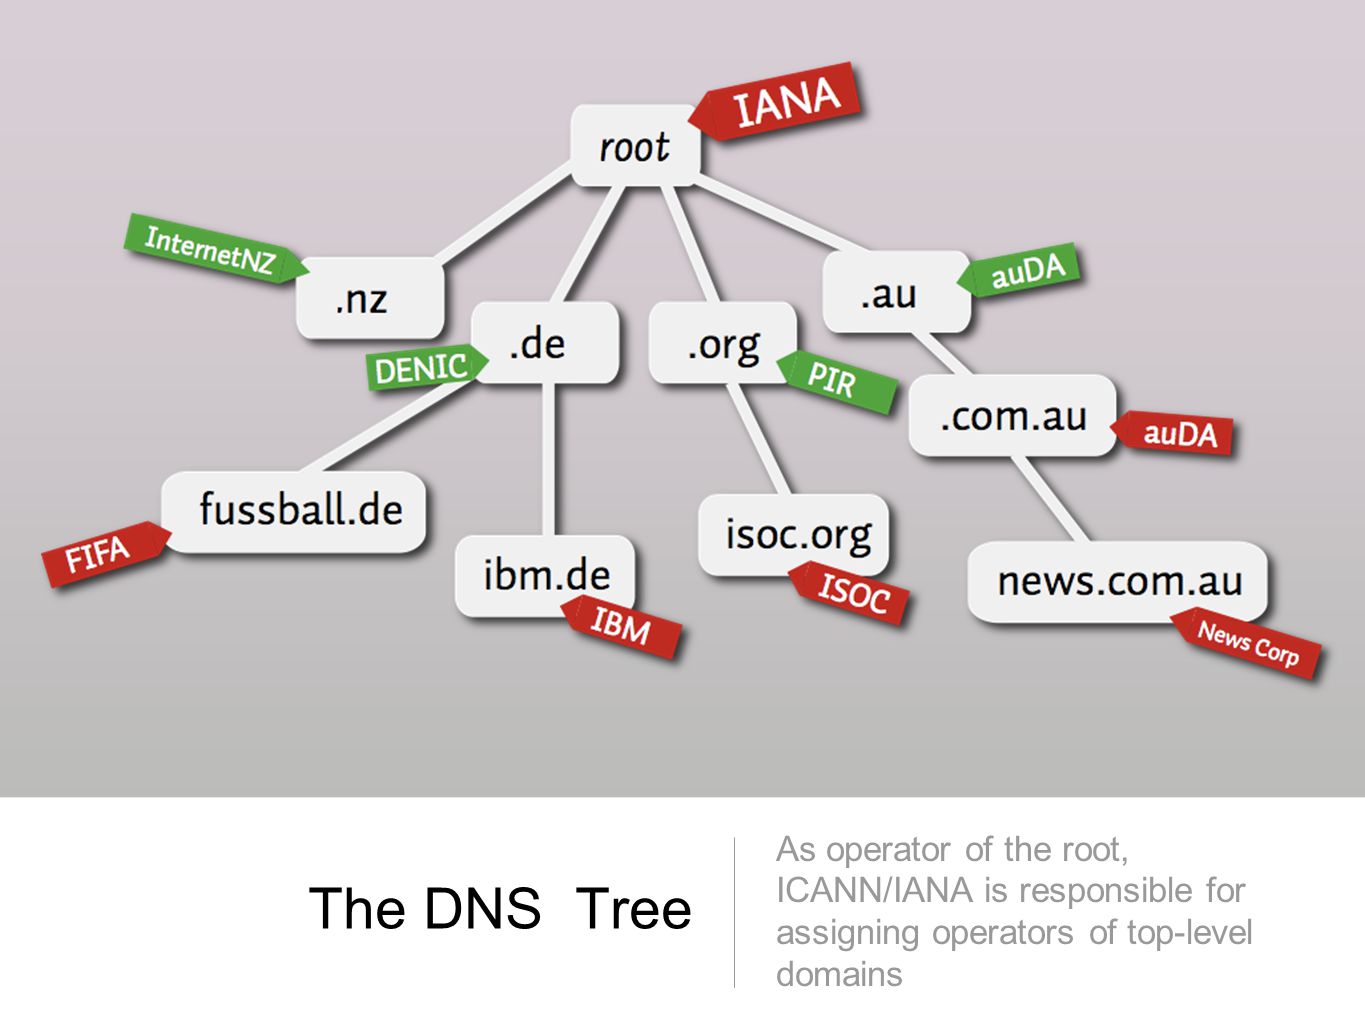 IANA
root
InternetNZ
.nz
auDA
.au
DENIC
.de
.org
PIR
.com.au
auDA
fussball.de
FIFA
isoc.org
ISOC
ibm.de
IBM
news.com.au
News Corp
The DNS Tree
As operator of the root,
ICANN/IANA is responsible for
assigning operators of top-level
domains